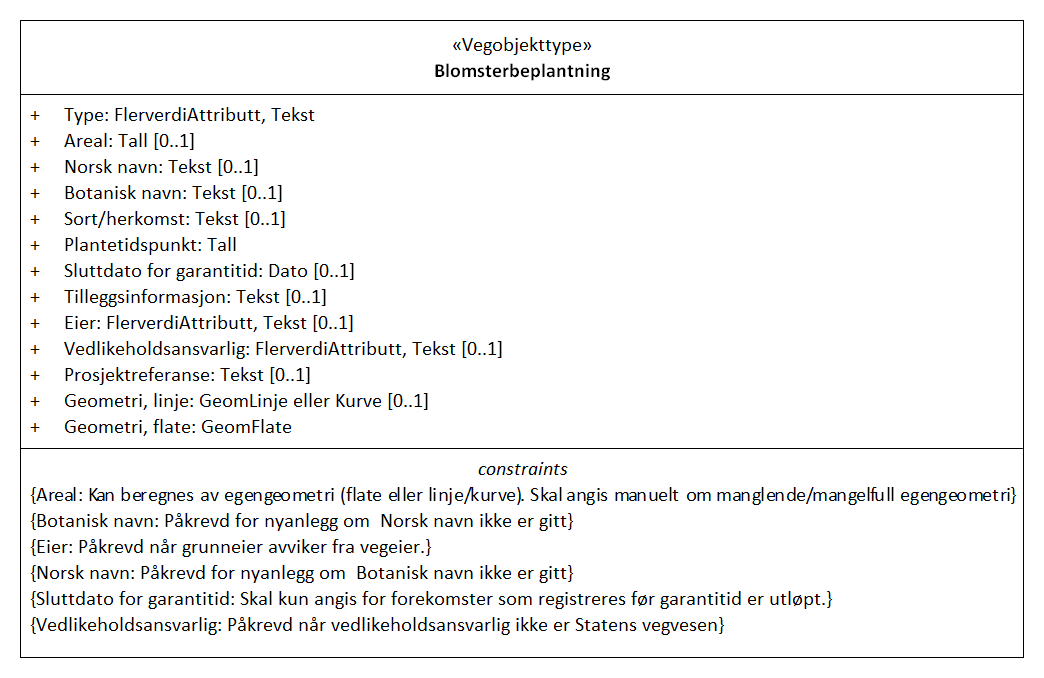 «Vegobjekttype»
Blomsterbeplantning
+ Type: FlerverdiAttributt, Tekst
+ Areal: Tall [0..1]
+ Norsk navn: Tekst [0..1]
+ Botanisk navn: Tekst [0..1]
+ Sort/herkomst: Tekst [0..1]
+ Plantetidspunkt: Tall
+ Sluttdato for garantitid: Dato [0..1]
+ Tilleggsinformasjon: Tekst [0..1]
+ Eier: FlerverdiAttributt, Tekst [0..1]
+ Vedlikeholdsansvarlig: FlerverdiAttributt, Tekst [0..1]
+ Prosjektreferanse: Tekst [0..1]
+ Geometri, linje: GeomLinje eller Kurve [0..1]
+ Geometri, flate: GeomFlate
constraints
{Areal: Kan beregnes av egengeometri (flate eller linje/kurve). Skal angis manuelt om manglende/mangelfull egengeometri}
{Botanisk navn: Påkrevd for nyanlegg om  Norsk navn ikke er gitt}
{Eier: Påkrevd når grunneier avviker fra vegeier.}
{Norsk navn: Påkrevd for nyanlegg om  Botanisk navn ikke er gitt}
{Sluttdato for garantitid: Skal kun angis for forekomster som registreres før garantitid er utløpt.}
{Vedlikeholdsansvarlig: Påkrevd når vedlikeholdsansvarlig ikke er Statens vegvesen}